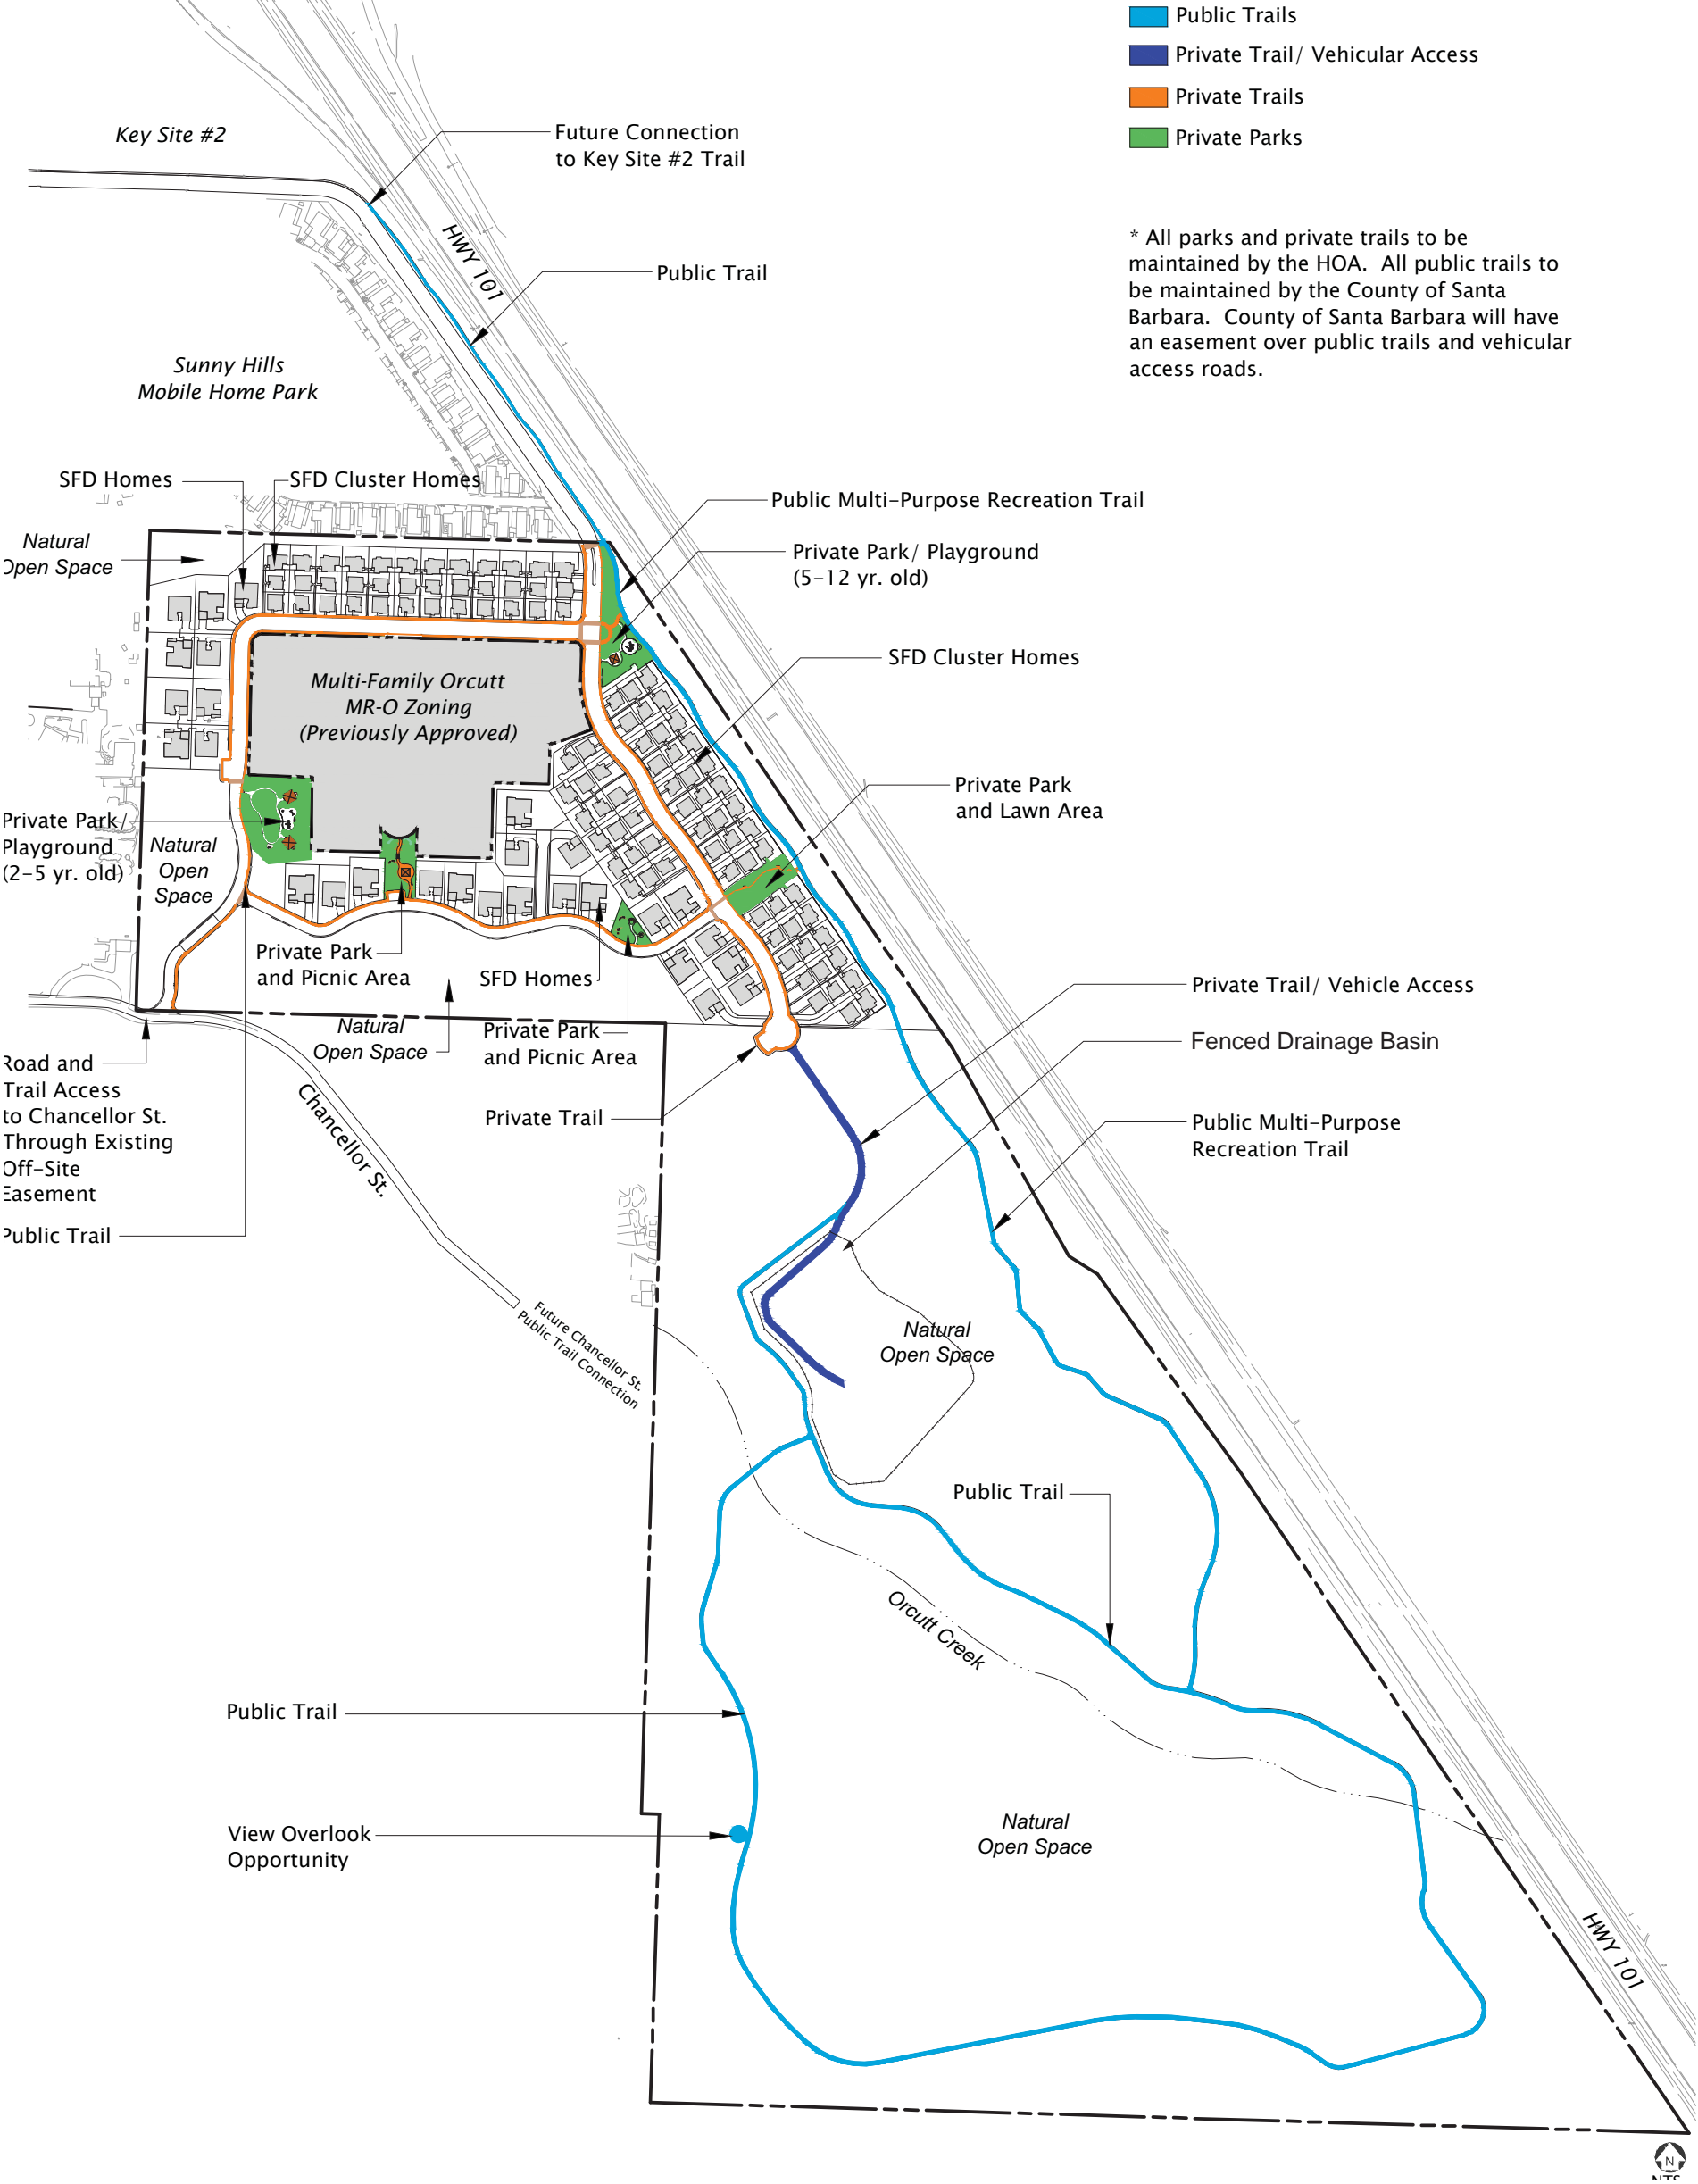 Public Trails
Private Trail/ Vehicular Access
Private Trails
Private Parks
* All parks and private trails to be
maintained by the HOA. All public trails to
be maintained by the County of Santa
Barbara. County of Santa Barbara will have
an easement over public trails and vehicular
access roads.
Key Site #2
Future Connection
to Key Site #2 Trail
HWY 101
Public Trail
Sunny Hills
Mobile Home Park
SFD Homes
SFD Cluster Homes
Public Multi-Purpose Recreation Trail
Natural
Open Space
Private Park/ Playground
(5-12 yr. old)
SFD Cluster Homes
Multi-Family Orcutt
MR-O Zoning
(Previously Approved)
Private Park
and Lawn Area
Private Park/
Playground
(2-5 yr. old)
Natural
Open
Space
Private Park
and Picnic Area
SFD Homes
Private Trail/ Vehicle Access
Natural
Open Space
Private Park
and Picnic Area
Fenced Drainage Basin
Road and
Trail Access
to Chancellor St.
Through Existing
Off-Site
Easement
Chancellor St.
Private Trail
Public Multi-Purpose
Recreation Trail
Public Trail
Future Chancellor St.
Public Trail Connection
Natural
Open Space
Public Trail
Orcutt Creek
Public Trail
View Overlook
Opportunity
Natural
Open Space
HWY 101
N
NTS